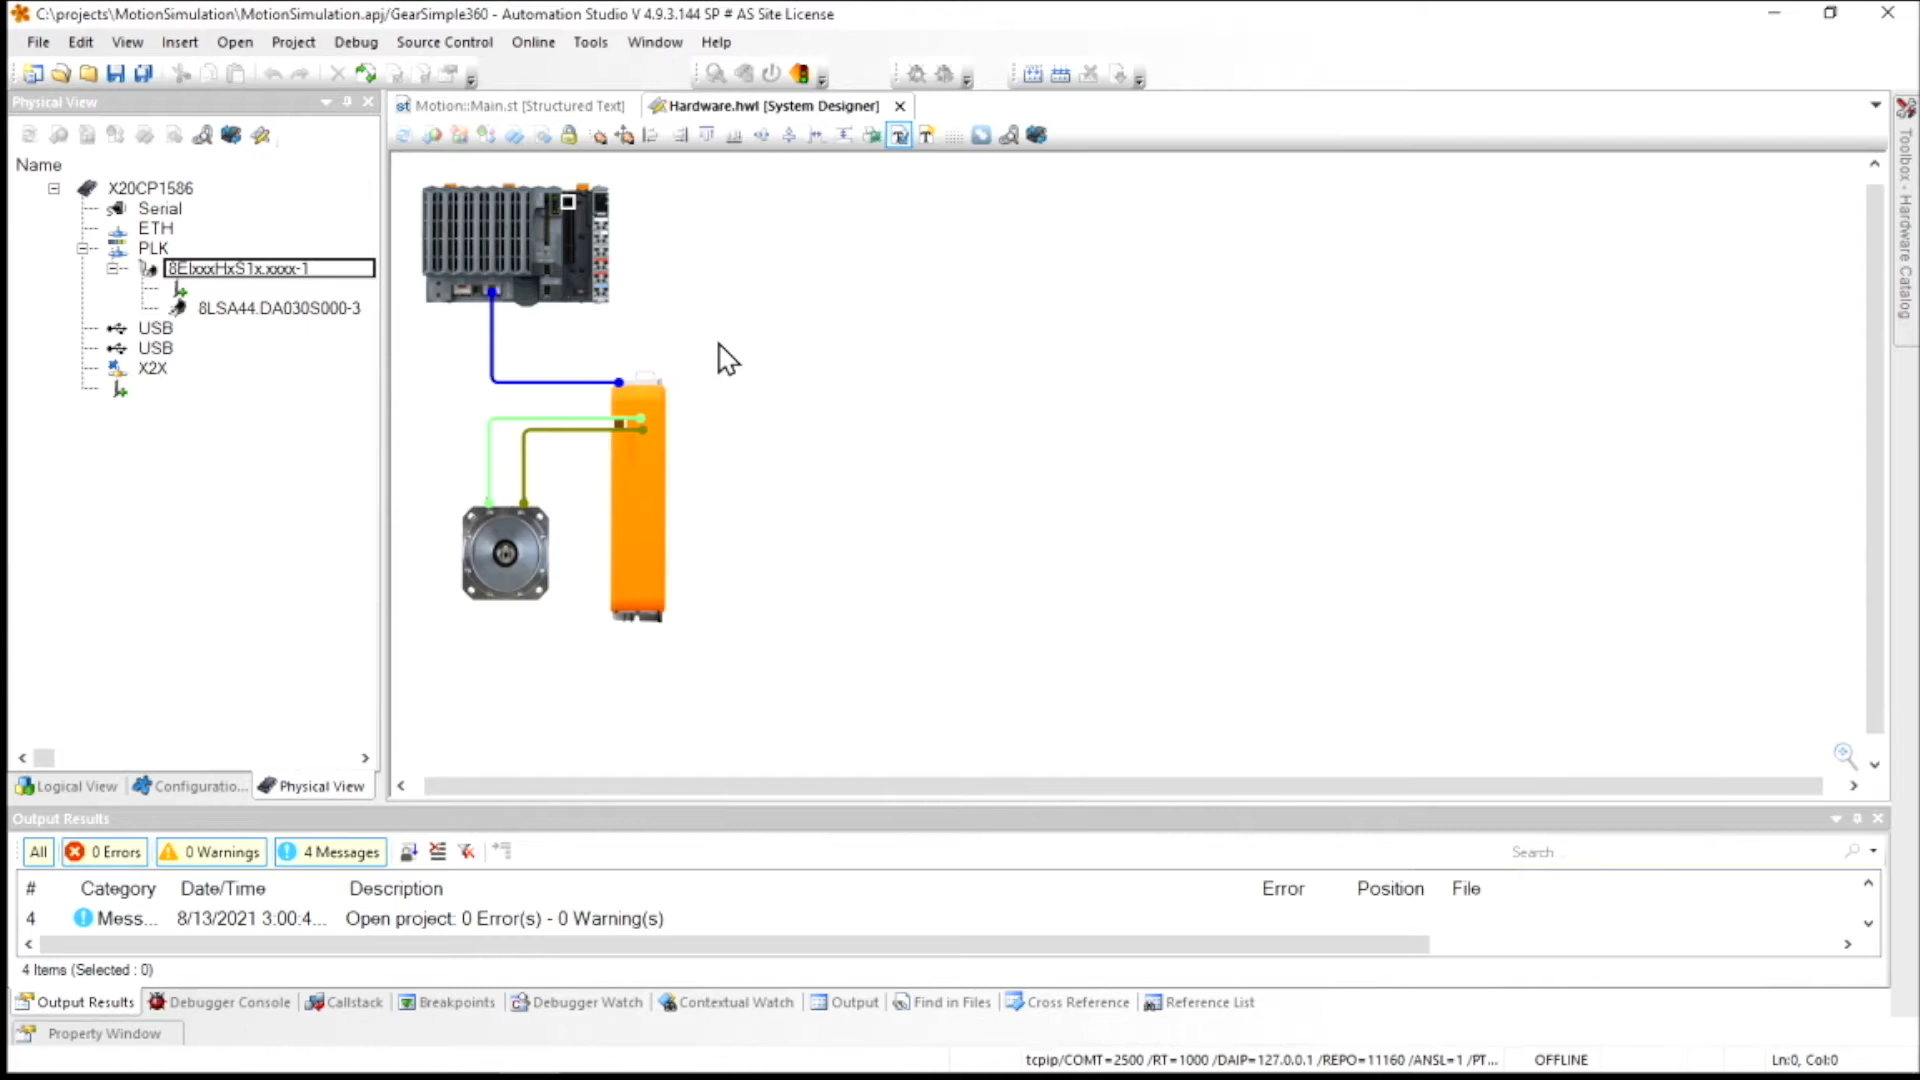 C:\projects\MotionSimulation\MotionSimulation.apj/GearSimple360 - Automation Studio V 4.9.3.144 SP # AS Site License
File Edit View Insert Open Project Debug Source Control Online Tools Window Help
Physical View
Motion::Main.st [Structured Text]
Hardware.hwl [System Designer]
Name
X20CP1586
Serial
ETH
PLK
8EIxxxHxS1x.xxxx-1
8LSA44.DA030S000-3
USB
USB
X2X
Toolbox - Hardware Catalog
Logical View Configuratio... Physical View
Output Results
All 0 Errors 0 Warnings 4 Messages Search...
# Category Date/Time Description Error Position File
4 Mess... 8/13/2021 3:00:4... Open project: 0 Error(s) - 0 Warning(s)
4 Items (Selected : 0)
Output Results Debugger Console Callstack Breakpoints Debugger Watch Contextual Watch Output Find in Files Cross Reference Reference List
Property Window
tcpip/COMT=2500 /RT=1000 /DAIP=127.0.0.1 /REPO=11160 /ANSL=1 /PT... OFFLINE Ln:0, Col:0